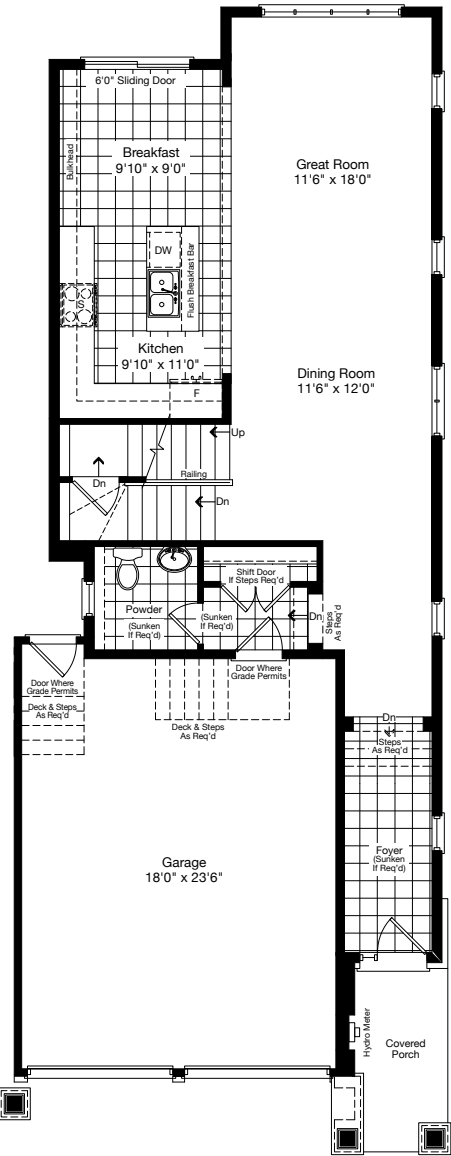 6'0" Sliding Door
Bulkhead
Breakfast
9'10" x 9'0"
Great Room
11'6" x 18'0"
DW
Flush Breakfast Bar
S
Kitchen
9'10" x 11'0"
F
Dining Room
11'6" x 12'0"
Up
Railing
Dn
Dn
Shift Door
If Steps Req'd
Powder
(Sunken
If Req'd)
(Sunken
If Req'd)
Dn
Steps
As Req'd
Door Where
Grade Permits
Door Where
Grade Permits
Deck & Steps
As Req'd
Deck & Steps
As Req'd
Dn
Steps
As Req'd
Foyer
(Sunken
If Req'd)
Garage
18'0" x 23'6"
Hydro Meter
Covered
Porch